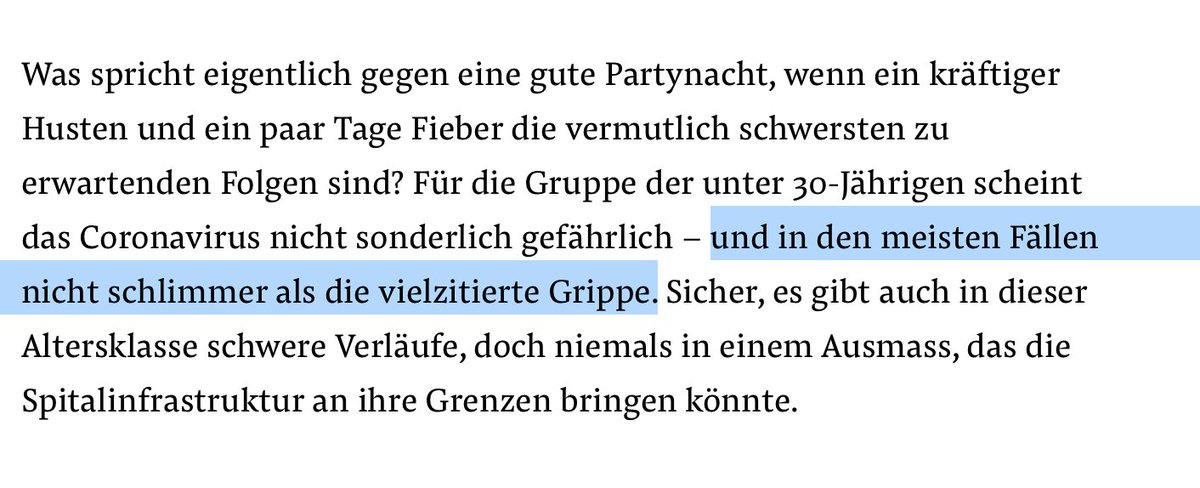 Was spricht eigentlich gegen eine gute Partynacht, wenn ein kräftiger
Husten und ein paar Tage Fieber die vermutlich schwersten zu
erwartenden Folgen sind? Für die Gruppe der unter 30-Jährigen scheint
das Coronavirus nicht sonderlich gefährlich – und in den meisten Fällen
nicht schlimmer als die vielzitierte Grippe. Sicher, es gibt auch in dieser
Altersklasse schwere Verläufe, doch niemals in einem Ausmass, das die
Spitalinfrastruktur an ihre Grenzen bringen könnte.